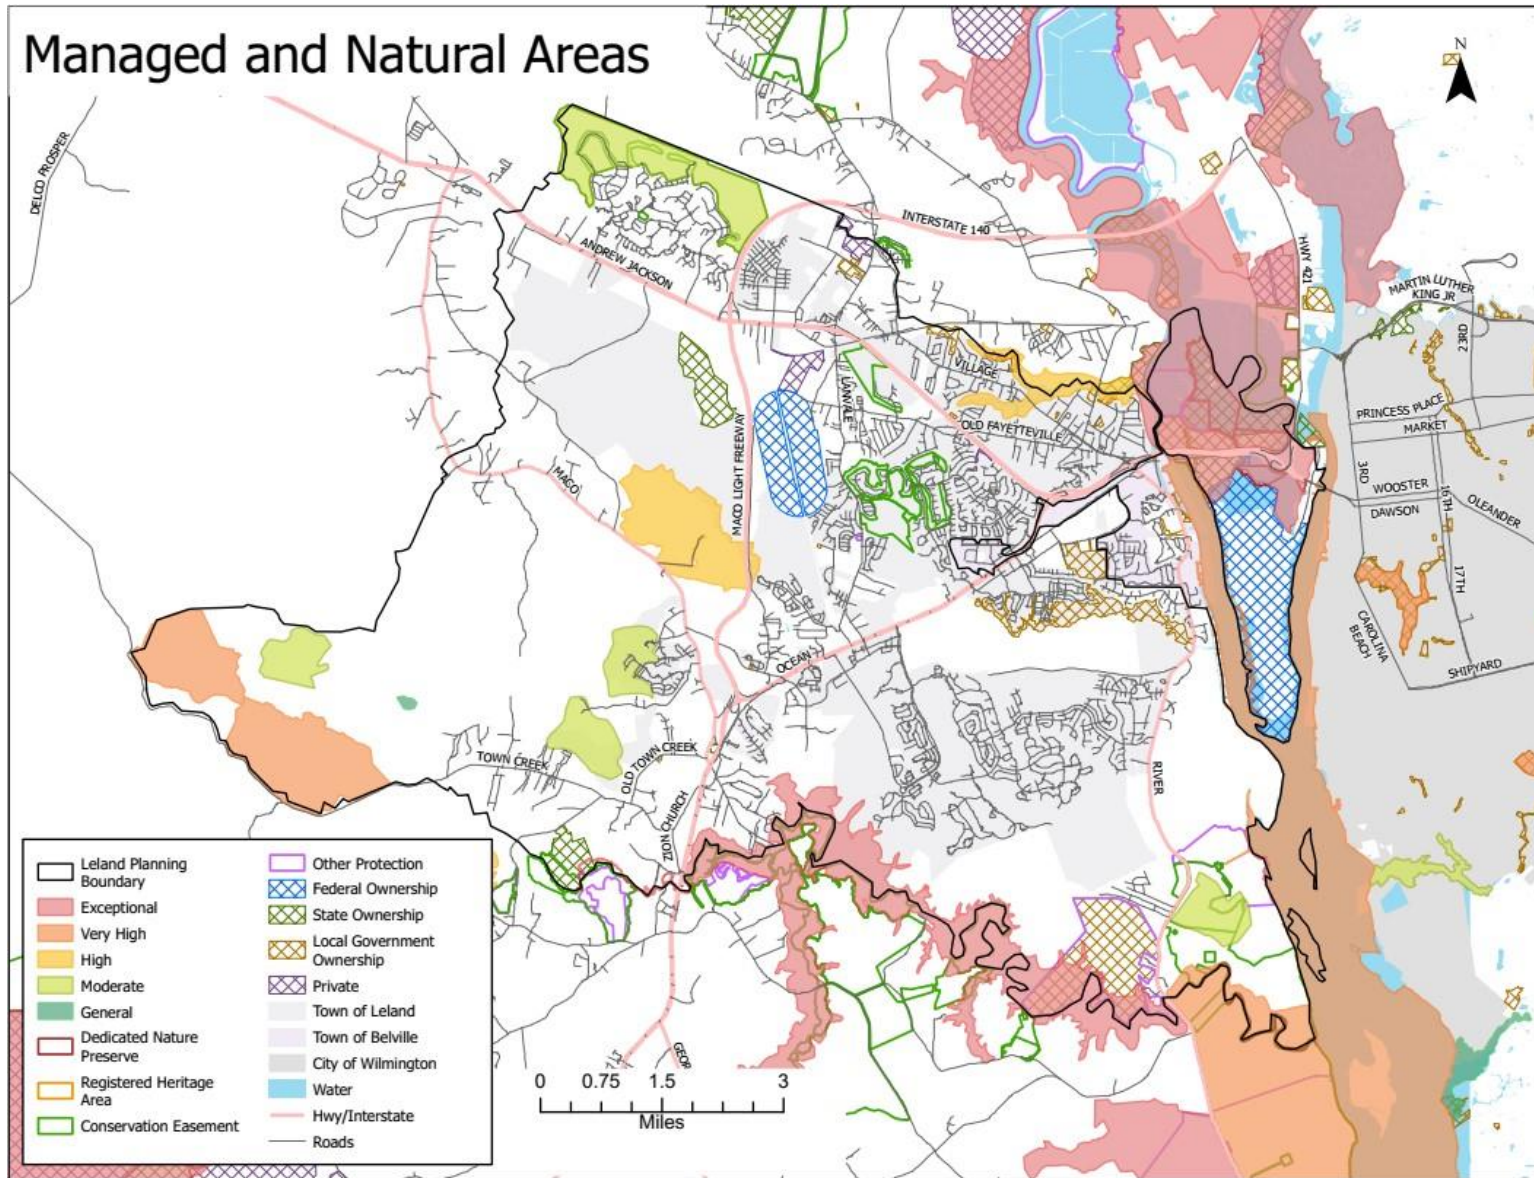 Managed and Natural Areas
N
DELCO PROSPER
INTERSTATE 140
HWY 421
ANDREW JACKSON
MARTIN LUTHER
KING JR
23RD
VILLAGE
LANVALE
PRINCESS PLACE
MARKET
OLD FAYETTEVILLE
MACO LIGHT FREEWAY
MACO
3RD
WOOSTER
16TH
OLEANDER
DAWSON
17TH
CAROLINA
BEACH
OCEAN
SHIPYARD
TOWN CREEK
OLD TOWN CREEK
RIVER
ZION CHURCH
Leland Planning
Boundary
Exceptional
Very High
High
Moderate
General
Dedicated Nature
Preserve
Registered Heritage
Area
Conservation Easement
Other Protection
Federal Ownership
State Ownership
Local Government
Ownership
Private
Town of Leland
Town of Belville
City of Wilmington
Water
Hwy/Interstate
Roads
GEOR
0 0.75 1.5 3
Miles